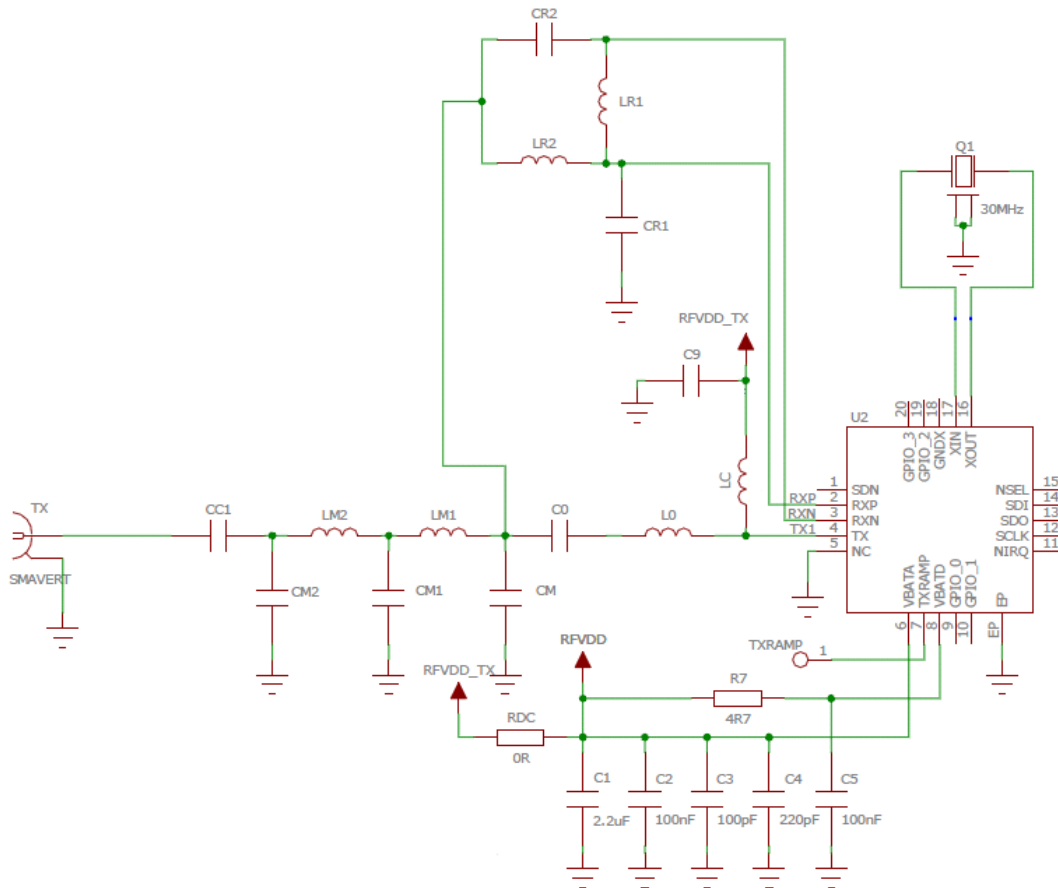 CR2
LR1
LR2
CR1
Q1
30MHz
RFVDD_TX
C9
LC
U2
20
19
18
17
16
GPIO_3
GPIO_2
GNDX
XIN
XOUT
1
SDN
NSEL
15
RXP
2
RXP
SDI
14
RXN
3
RXN
SDO
13
TX1
4
TX
SCLK
12
5
NC
NIRQ
11
VBATA
TXRAMP
VBATD
GPIO_0
GPIO_1
EP
6
7
8
9
10
EP
TX
SMAVERT
CC1
LM2
LM1
C0
L0
CM2
CM1
CM
TXRAMP
1
RFVDD
RFVDD_TX
R7
4R7
RDC
0R
C1
2.2uF
C2
100nF
C3
100pF
C4
220pF
C5
100nF